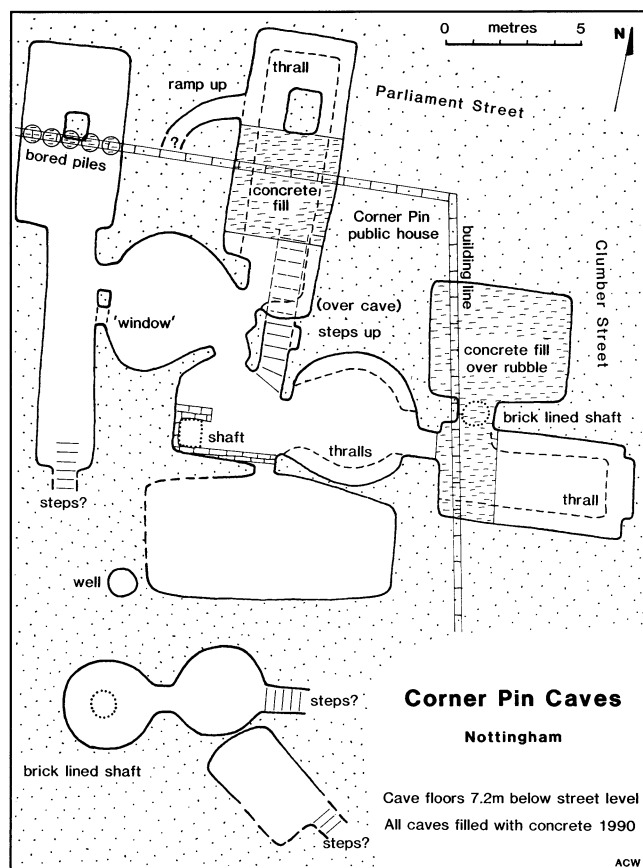 0 metres 5
N
thrall
ramp up
Parliament Street
?
bored piles
concrete
fill
Corner Pin
public house
building line
Clumber Street
'window'
(over cave)
steps up
concrete fill
over rubble
brick lined shaft
shaft
thralls
thrall
steps?
well
steps?
brick lined shaft
steps?
Corner Pin Caves
Nottingham
Cave floors 7.2m below street level
All caves filled with concrete 1990
ACW